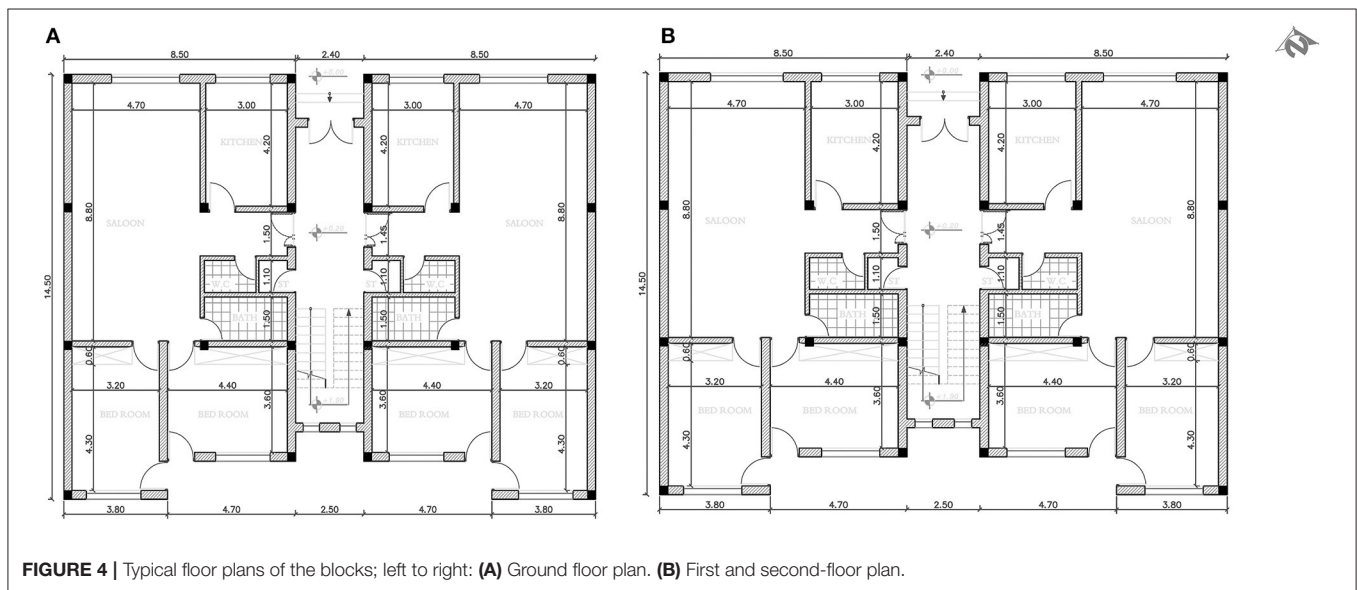 A
8.50 2.40 8.50
+0.00
4.70 3.00 3.00 4.70
KITCHEN 4.20 4.20 KITCHEN
14.50 8.80 SALOON SALOON 8.80
1.50 1.45
W.C 1.10 ST ST 1.10 W.C
BATH 1.50 1.50 BATH
0.60 0.60
3.20 4.40 4.40 3.20
BED ROOM BED ROOM 3.60 3.60 BED ROOM BED ROOM
4.30 4.30
3.80 4.70 2.50 4.70 3.80
B
8.50 2.40 8.50
4.70 3.00 3.00 4.70
KITCHEN 4.20 4.20 KITCHEN
14.50 8.80 SALOON SALOON 8.80
1.50 1.45
W.C 1.10 ST ST 1.10 W.C
BATH 1.50 1.50 BATH
0.60 0.60
3.20 4.40 4.40 3.20
BED ROOM BED ROOM 3.60 3.60 BED ROOM BED ROOM
4.30 4.30
3.80 4.70 2.50 4.70 3.80
N
FIGURE 4 | Typical floor plans of the blocks; left to right: (A) Ground floor plan. (B) First and second-floor plan.